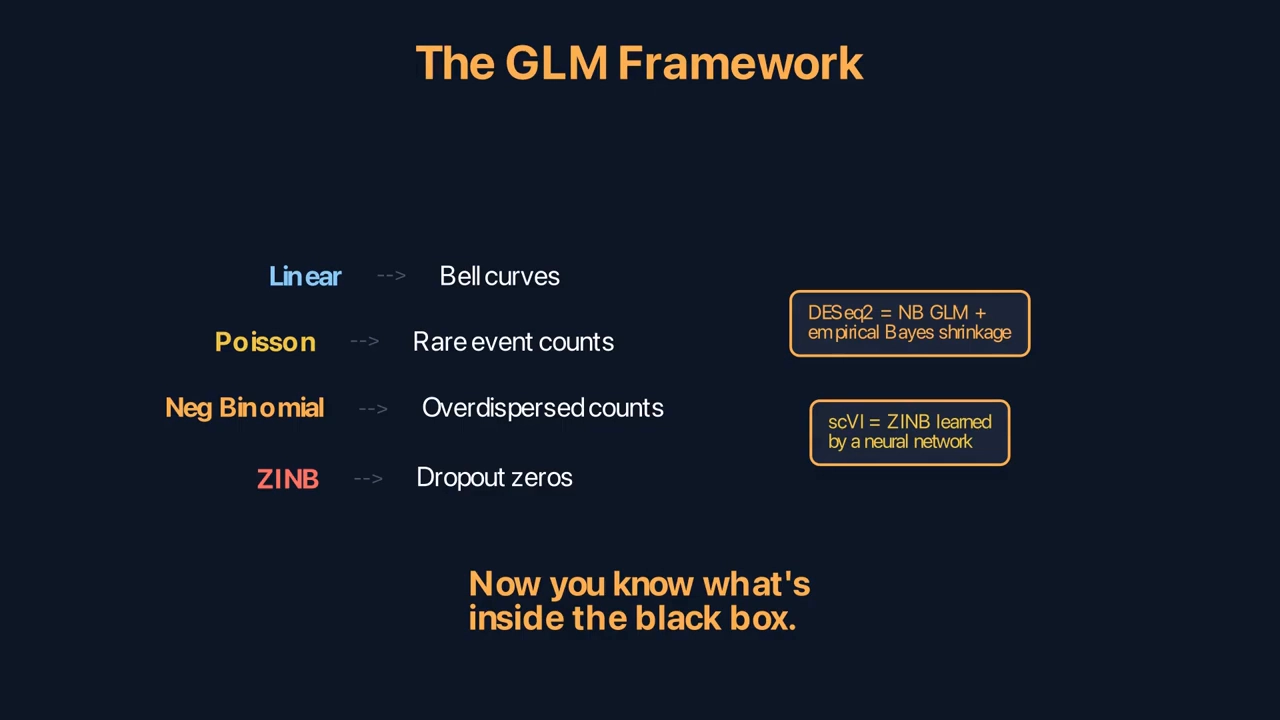 The GLM Framework
Linear --> Bell curves
Poisson --> Rare event counts
Neg Binomial --> Overdispersed counts
ZINB --> Dropout zeros
DESeq2 = NB GLM +
empirical Bayes shrinkage
scVI = ZINB learned
by a neural network
Now you know what's
inside the black box.